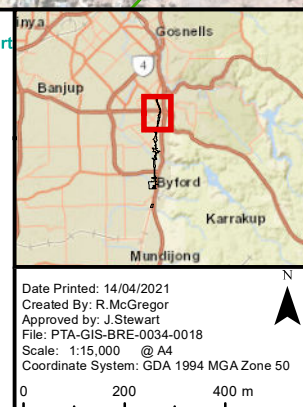 inya
Gosnells
rt
4
Banjup
Byford
Karrakup
Mundijong
N
Date Printed: 14/04/2021
Created By: R.McGregor
Approved by: J.Stewart
File: PTA-GIS-BRE-0034-0018
Scale: 1:15,000 @ A4
Coordinate System: GDA 1994 MGA Zone 50
0 200 400 m